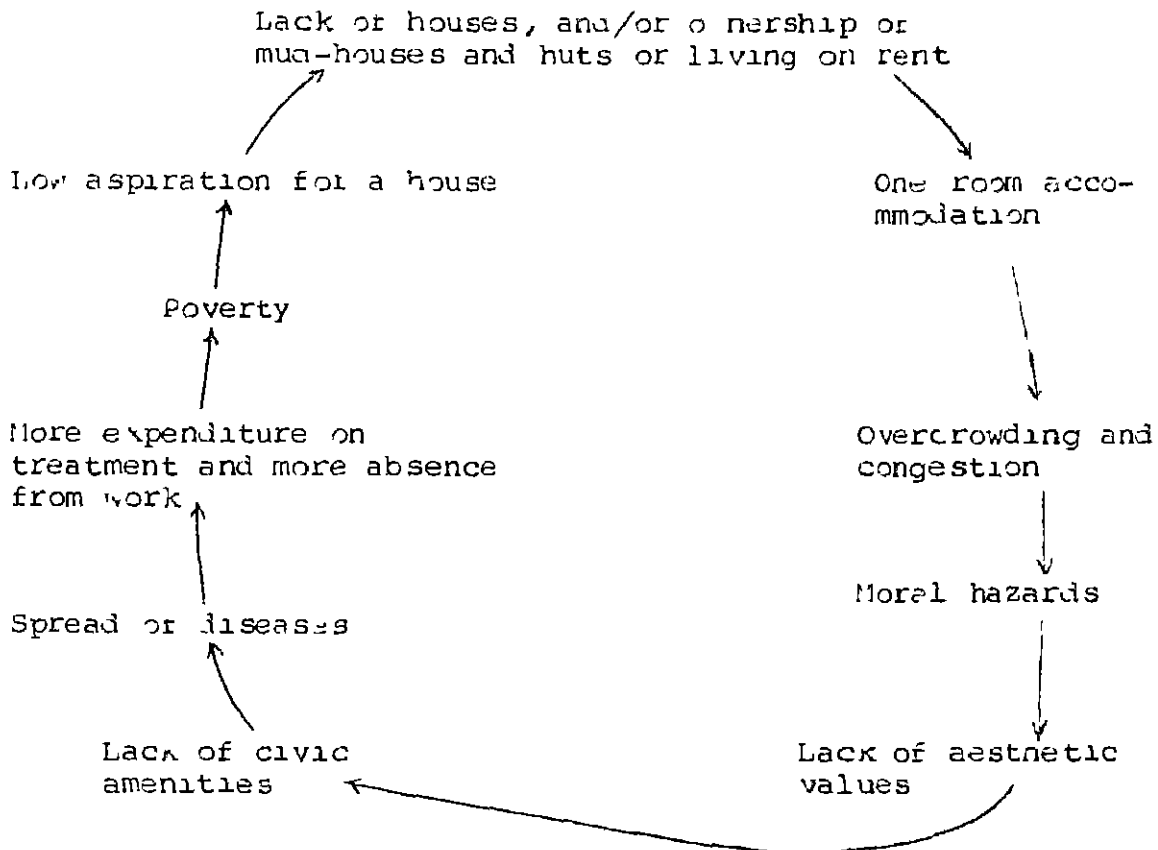 Lack of houses, and/or o nership of
mud-houses and huts or living on rent
Low aspiration for a house
One room acco-
mmodation
Poverty
More expenditure on
treatment and more absence
from work
Overcrowding and
congestion
Moral hazards
Spread of diseases
Lack of civic
amenities
Lack of aesthetic
values